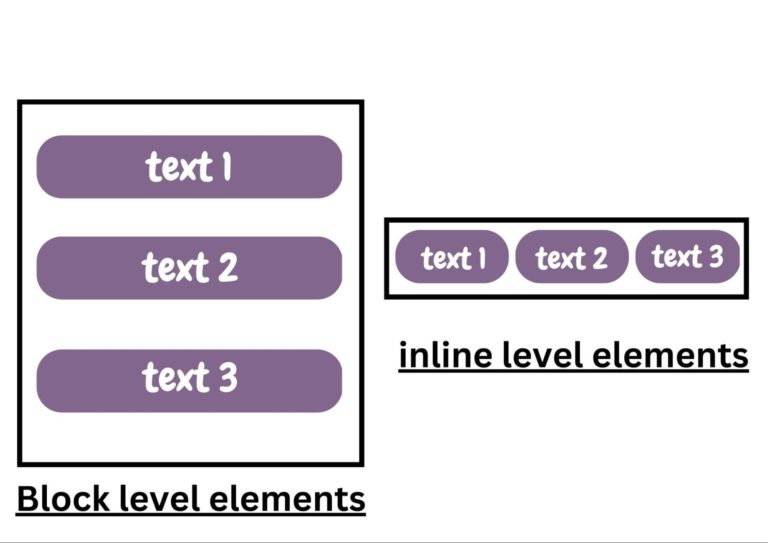 text 1
text 2
text 3
Block level elements
text 1 text 2 text 3
inline level elements